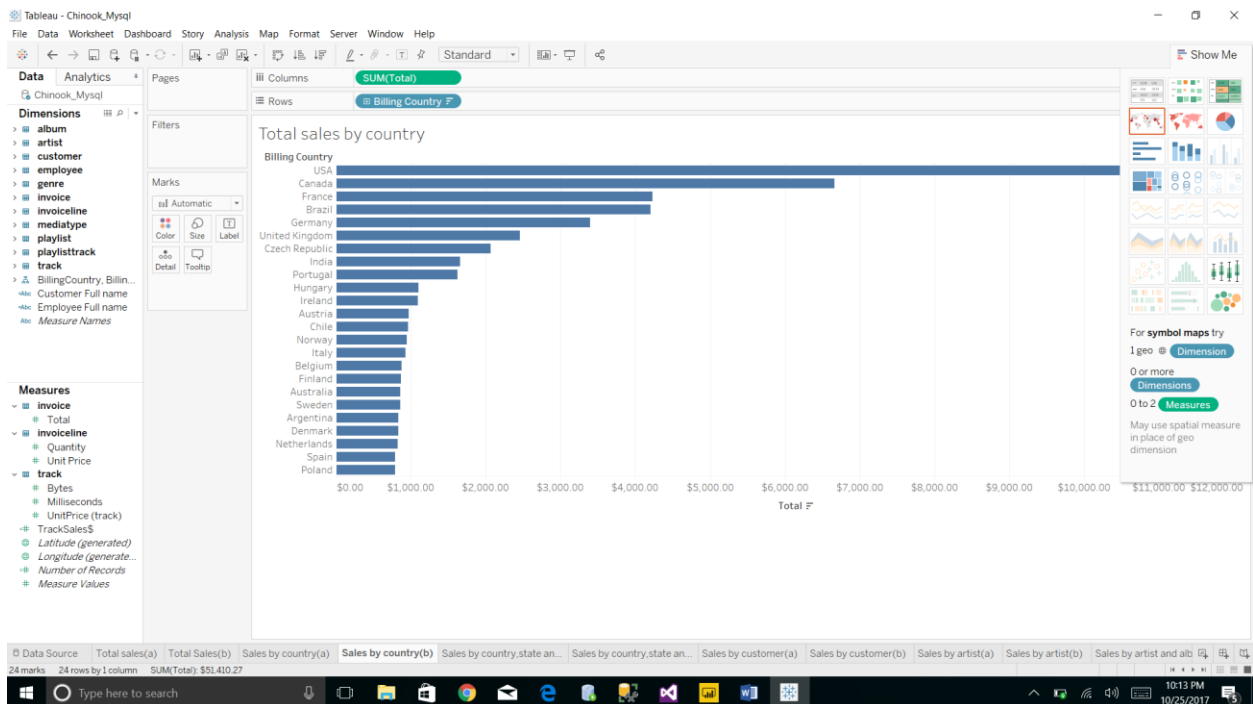 Tableau - Chinook_Mysql
File Data Worksheet Dashboard Story Analysis Map Format Server Window Help
Standard
Show Me
Data Analytics
Chinook_Mysql
Dimensions
album
artist
customer
employee
genre
invoice
invoiceline
mediatype
playlist
playlisttrack
track
BillingCountry, Billin...
Abc Customer Full name
Abc Employee Full name
Abc Measure Names
Measures
invoice
# Total
invoiceline
# Quantity
# Unit Price
track
# Bytes
# Milliseconds
# UnitPrice (track)
=# TrackSales$
Latitude (generated)
Longitude (generate...
=# Number of Records
# Measure Values
Pages
Filters
Marks
Automatic
Color Size Label
Detail Tooltip
Columns SUM(Total)
Rows Billing Country
Total sales by country
Billing Country
USA
Canada
France
Brazil
Germany
United Kingdom
Czech Republic
India
Portugal
Hungary
Ireland
Austria
Chile
Norway
Italy
Belgium
Finland
Australia
Sweden
Argentina
Denmark
Netherlands
Spain
Poland
$0.00 $1,000.00 $2,000.00 $3,000.00 $4,000.00 $5,000.00 $6,000.00 $7,000.00 $8,000.00 $9,000.00 $10,000.00 $11,000.00 $12,000.00
Total
For symbol maps try
1 geo Dimension
0 or more
Dimensions
0 to 2 Measures
May use spatial measure
in place of geo
dimension
Data Source Total sales(a) Total Sales(b) Sales by country(a) Sales by country(b) Sales by country,state an... Sales by country,state an... Sales by customer(a) Sales by customer(b) Sales by artist(a) Sales by artist(b) Sales by artist and alb
24 marks 24 rows by 1 column SUM(Total): $51,410.27
Type here to search
10:13 PM
10/25/2017
5